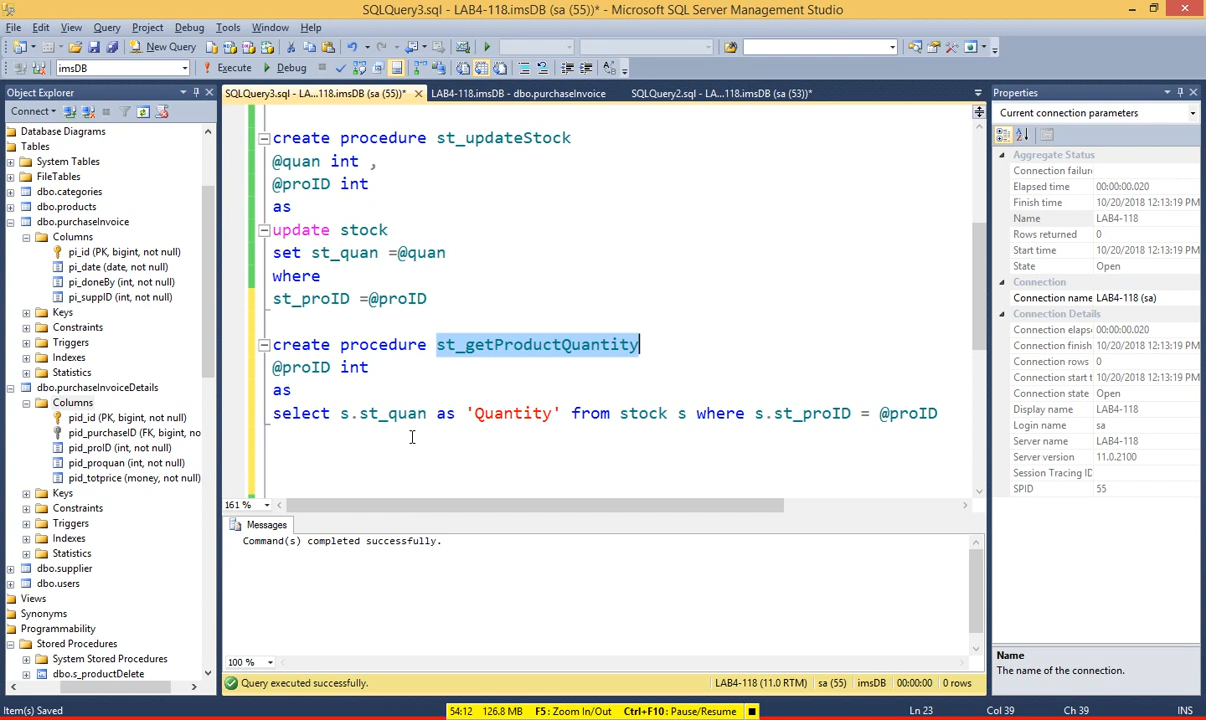 SQLQuery3.sql - LAB4-118.imsDB (sa (55))* - Microsoft SQL Server Management Studio
File Edit View Query Project Debug Tools Window Help
New Query
imsDB Execute Debug
Object Explorer
Connect
Database Diagrams
Tables
System Tables
FileTables
dbo.categories
dbo.products
dbo.purchaseInvoice
Columns
pi_id (PK, bigint, not null)
pi_date (date, not null)
pi_doneBy (int, not null)
pi_suppID (int, not null)
Keys
Constraints
Triggers
Indexes
Statistics
dbo.purchaseInvoiceDetails
Columns
pid_id (PK, bigint, not null)
pid_purchaseID (FK, bigint, no
pid_proID (int, not null)
pid_proquan (int, not null)
pid_totprice (money, not null)
Keys
Constraints
Triggers
Indexes
Statistics
dbo.supplier
dbo.users
Views
Synonyms
Programmability
Stored Procedures
System Stored Procedures
dbo.s_productDelete
SQLQuery3.sql - LA...118.imsDB (sa (55))* LAB4-118.imsDB - dbo.purchaseInvoice SQLQuery2.sql - LA...118.imsDB (sa (53))*
create procedure st_updateStock
@quan int ,
@proID int
as
update stock
set st_quan =@quan
where
st_proID =@proID
create procedure st_getProductQuantity
@proID int
as
select s.st_quan as 'Quantity' from stock s where s.st_proID = @proID
161 %
Messages
Command(s) completed successfully.
100 %
Query executed successfully. LAB4-118 (11.0 RTM) sa (55) imsDB 00:00:00 0 rows
Properties
Current connection parameters
Aggregate Status
Connection failure
Elapsed time 00:00:00.020
Finish time 10/20/2018 12:13:19 PM
Name LAB4-118
Rows returned 0
Start time 10/20/2018 12:13:19 PM
State Open
Connection
Connection name LAB4-118 (sa)
Connection Details
Connection elaps 00:00:00.020
Connection finish 10/20/2018 12:13:19 PM
Connection rows 0
Connection start t 10/20/2018 12:13:19 PM
Connection state Open
Display name LAB4-118
Login name sa
Server name LAB4-118
Server version 11.0.2100
Session Tracing ID
SPID 55
Name
The name of the connection.
Item(s) Saved Ln 23 Col 39 Ch 39 INS
54:12 126.8 MB F5: Zoom In/Out Ctrl+F10: Pause/Resume